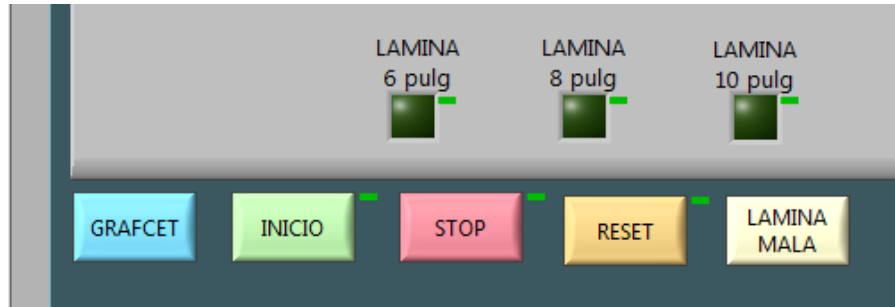 LAMINA
6 pulg
LAMINA
8 pulg
LAMINA
10 pulg
GRAFCET
INICIO
STOP
RESET
LAMINA
MALA